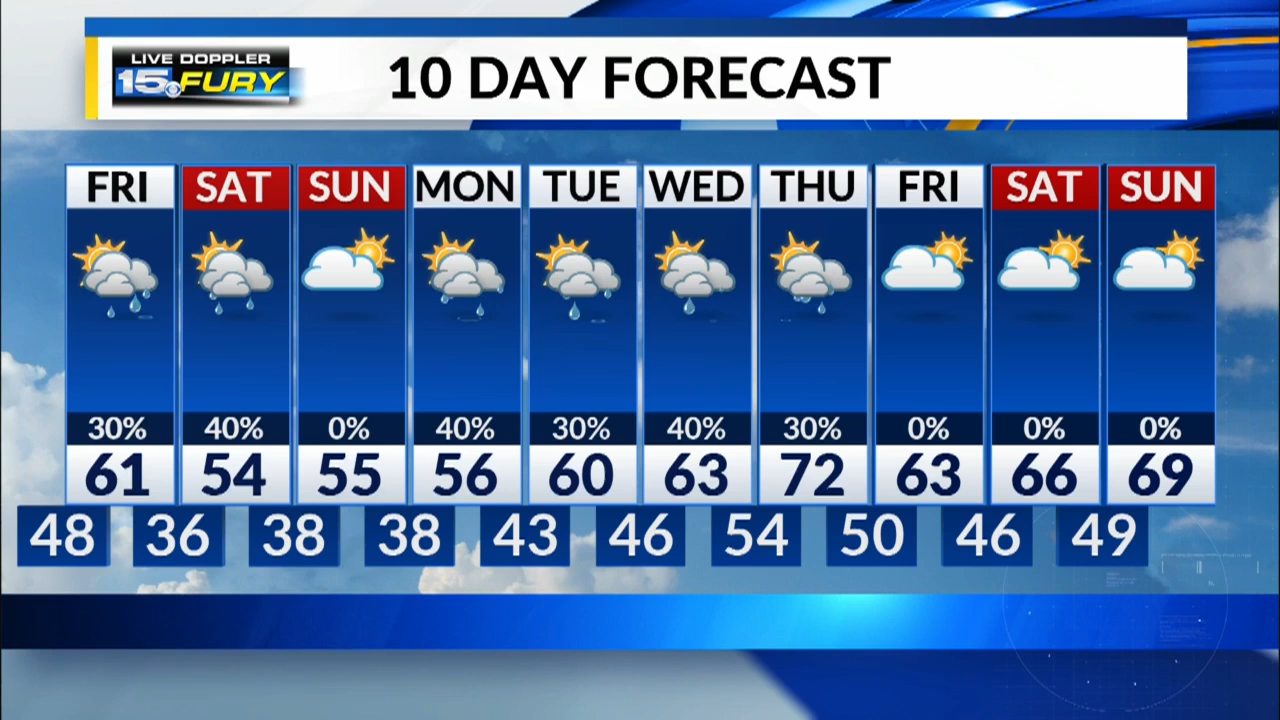 LIVE DOPPLER
15 FURY
10 DAY FORECAST
FRI SAT SUN MON TUE WED THU FRI SAT SUN
30% 40% 0% 40% 30% 40% 30% 0% 0% 0%
61 54 55 56 60 63 72 63 66 69
48 36 38 38 43 46 54 50 46 49